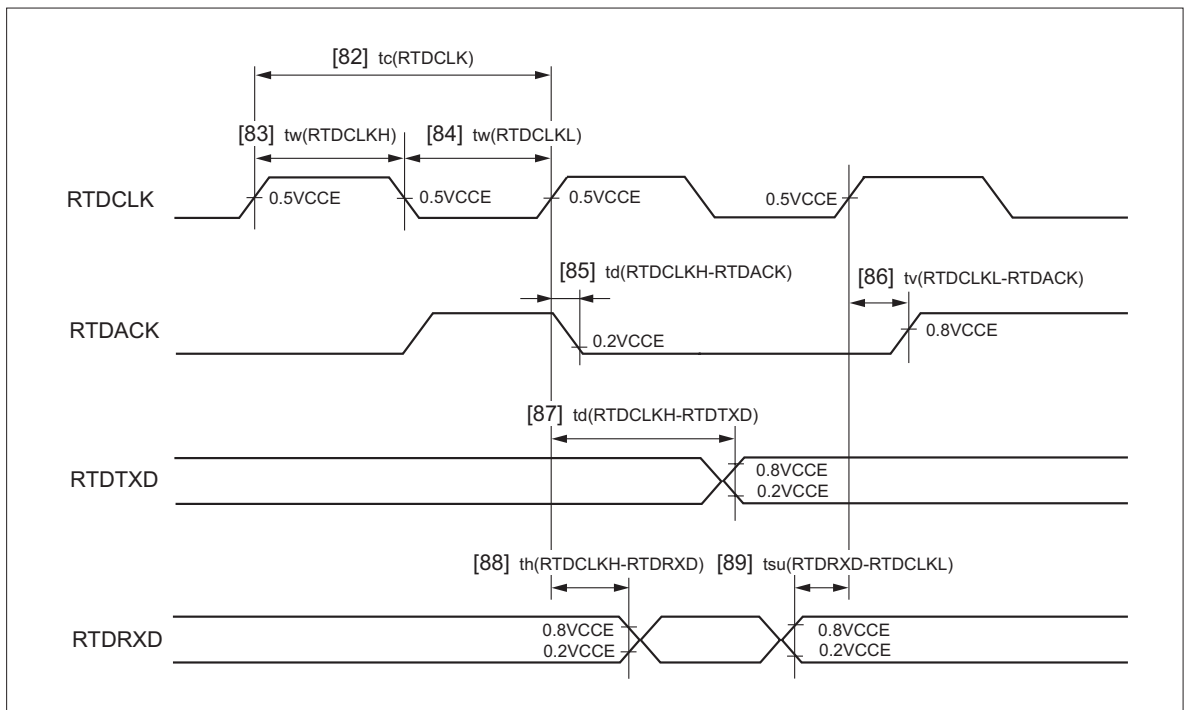 [82] tc(RTDCLK)
[83] tw(RTDCLKH) [84] tw(RTDCLKL)
RTDCLK 0.5VCCE 0.5VCCE 0.5VCCE 0.5VCCE
[85] td(RTDCLKH-RTDACK) [86] tv(RTDCLKL-RTDACK)
RTDACK 0.2VCCE 0.8VCCE
[87] td(RTDCLKH-RTDTXD)
RTDTXD 0.8VCCE
0.2VCCE
[88] th(RTDCLKH-RTDRXD) [89] tsu(RTDRXD-RTDCLKL)
RTDRXD 0.8VCCE 0.8VCCE
0.2VCCE 0.2VCCE